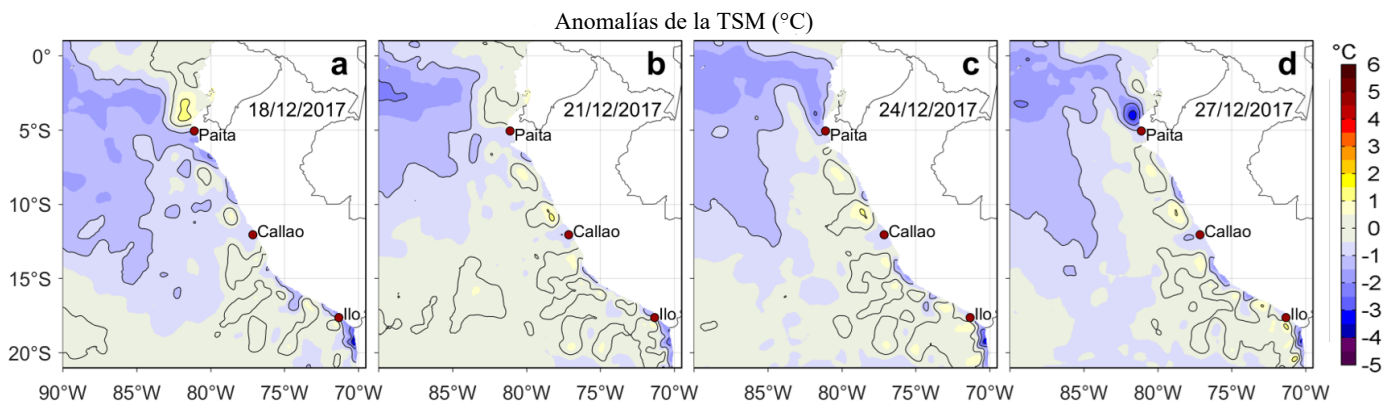 Anomalías de la TSM (°C)
a
b
c
d
°C
18/12/2017
21/12/2017
24/12/2017
27/12/2017
0°
5°S
10°S
15°S
20°S
Paita
Callao
Ilo
Paita
Callao
Ilo
Paita
Callao
Ilo
Paita
Callao
Ilo
90°W 85°W 80°W 75°W 70°W
85°W 80°W 75°W 70°W
85°W 80°W 75°W 70°W
85°W 80°W 75°W 70°W
6
5
4
3
2
1
0
-1
-2
-3
-4
-5